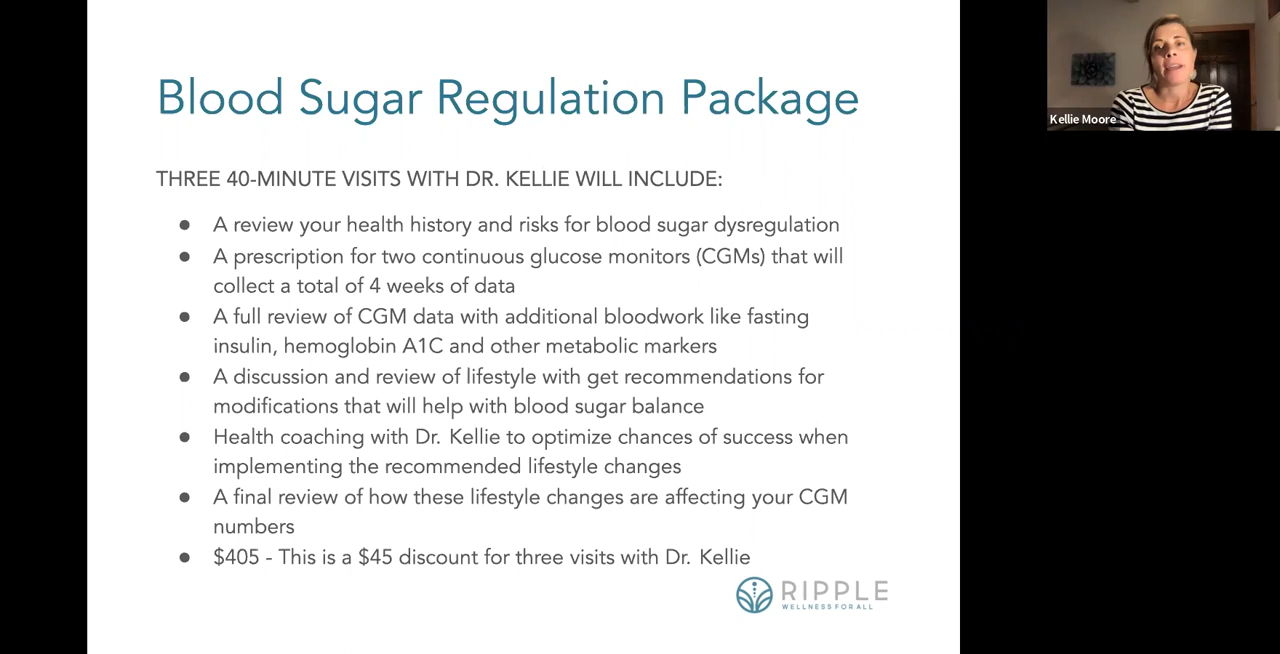 Blood Sugar Regulation Package
THREE 40-MINUTE VISITS WITH DR. KELLIE WILL INCLUDE:
● A review your health history and risks for blood sugar dysregulation
● A prescription for two continuous glucose monitors (CGMs) that will
collect a total of 4 weeks of data
● A full review of CGM data with additional bloodwork like fasting
insulin, hemoglobin A1C and other metabolic markers
● A discussion and review of lifestyle with get recommendations for
modifications that will help with blood sugar balance
● Health coaching with Dr. Kellie to optimize chances of success when
implementing the recommended lifestyle changes
● A final review of how these lifestyle changes are affecting your CGM
numbers
● $405 - This is a $45 discount for three visits with Dr. Kellie
RIPPLE
WELLNESS FOR ALL
Kellie Moore